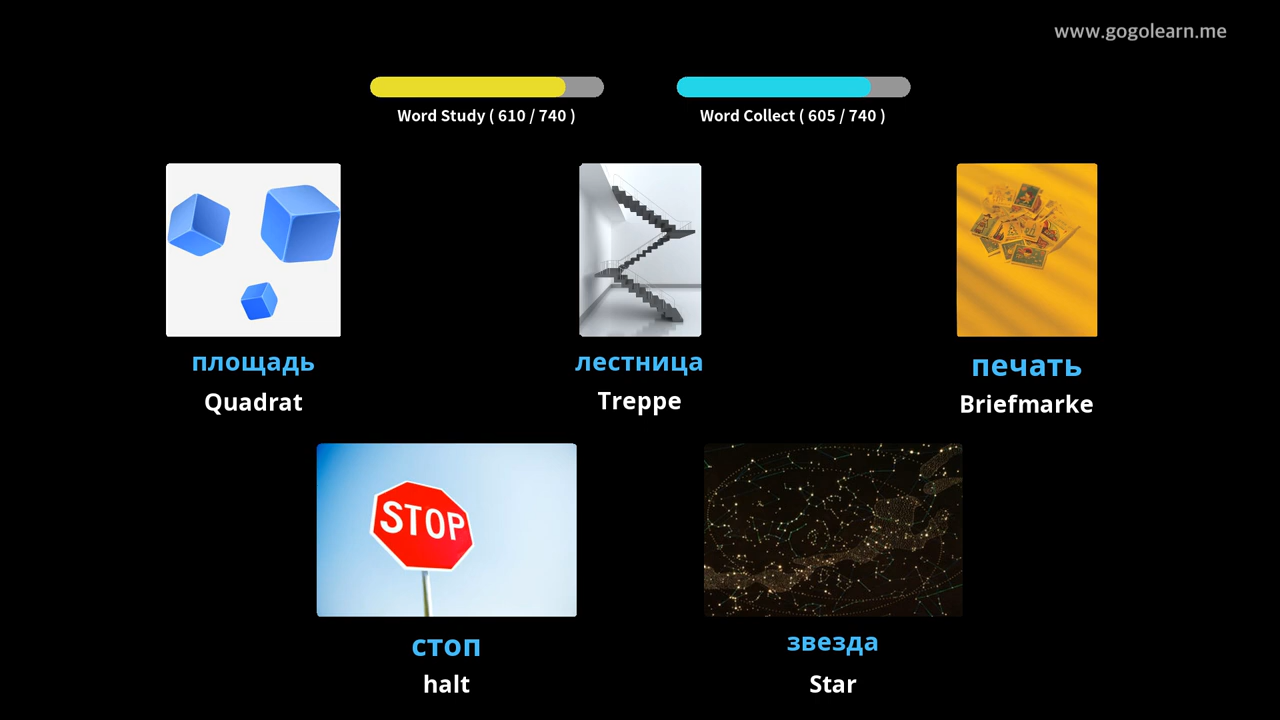 www.gogolearn.me
Word Study ( 610 / 740 )
Word Collect ( 605 / 740 )
площадь
Quadrat
лестница
Treppe
печать
Briefmarke
STOP
стоп
halt
звезда
Star